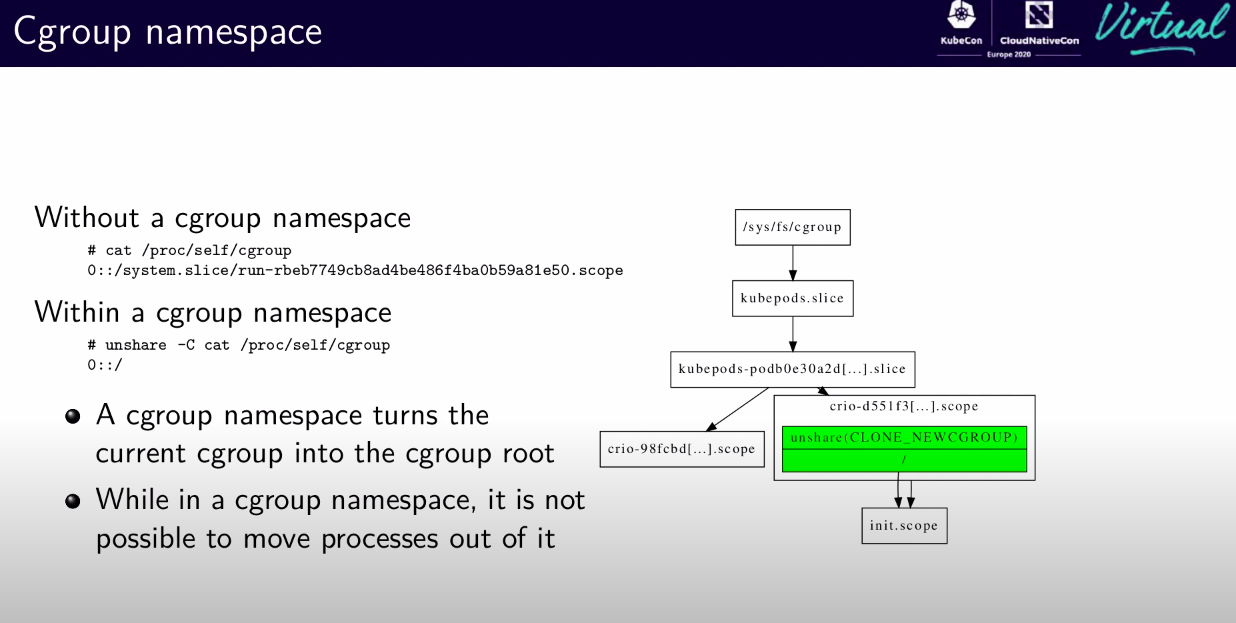 Cgroup namespace
KubeCon
CloudNativeCon
Europe 2020
Virtual
Without a cgroup namespace
# cat /proc/self/cgroup
0::/system.slice/run-rbeb7749cb8ad4be486f4ba0b59a81e50.scope
Within a cgroup namespace
# unshare -C cat /proc/self/cgroup
0::/
A cgroup namespace turns the
current cgroup into the cgroup root
While in a cgroup namespace, it is not
possible to move processes out of it
/sys/fs/cgroup
kubepods.slice
kubepods-podb0e30a2d[...].slice
crio-98fcbd[...].scope
crio-d551f3[...].scope
unshare(CLONE_NEWCGROUP)
/
init.scope